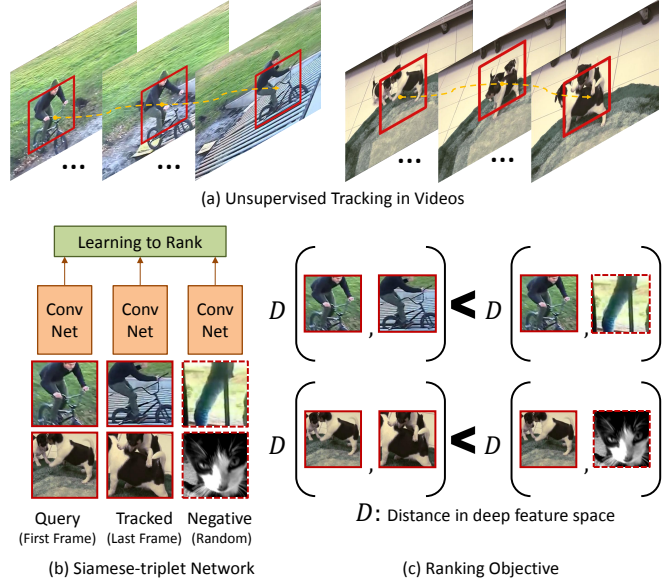 ... ... ... ...
(a) Unsupervised Tracking in Videos
Learning to Rank
Conv Net Conv Net Conv Net
Query (First Frame)
Tracked (Last Frame)
Negative (Random)
(b) Siamese-triplet Network
D ( , ) < D ( , )
D ( , ) < D ( , )
D: Distance in deep feature space
(c) Ranking Objective